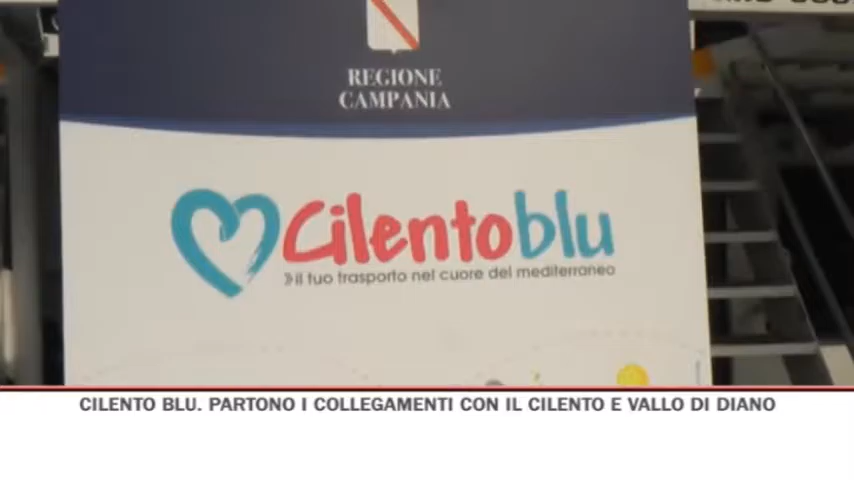 REGIONE
CAMPANIA
Cilentoblu
»il tuo trasporto nel cuore del mediterraneo
CILENTO BLU. PARTONO I COLLEGAMENTI CON IL CILENTO E VALLO DI DIANO